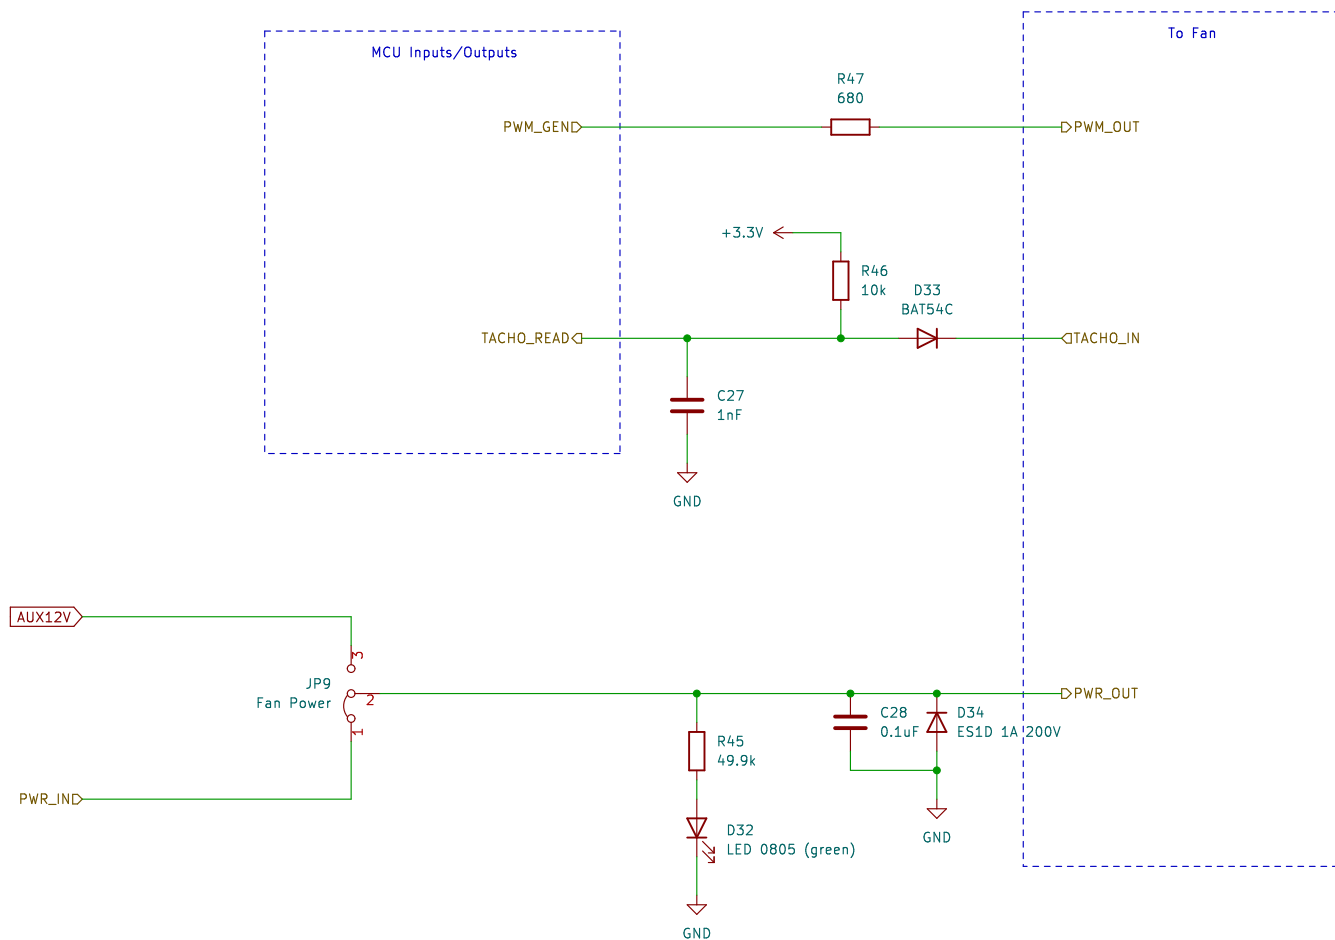 MCU Inputs/Outputs
To Fan
R47
680
PWM_GEN
PWM_OUT
+3.3V
R46
10k
D33
BAT54C
TACHO_READ
TACHO_IN
C27
1nF
GND
AUX12V
3
JP9
Fan Power
2
1
PWR_IN
PWR_OUT
R45
49.9k
C28
0.1uF
D34
ES1D 1A 200V
D32
LED 0805 (green)
GND
GND